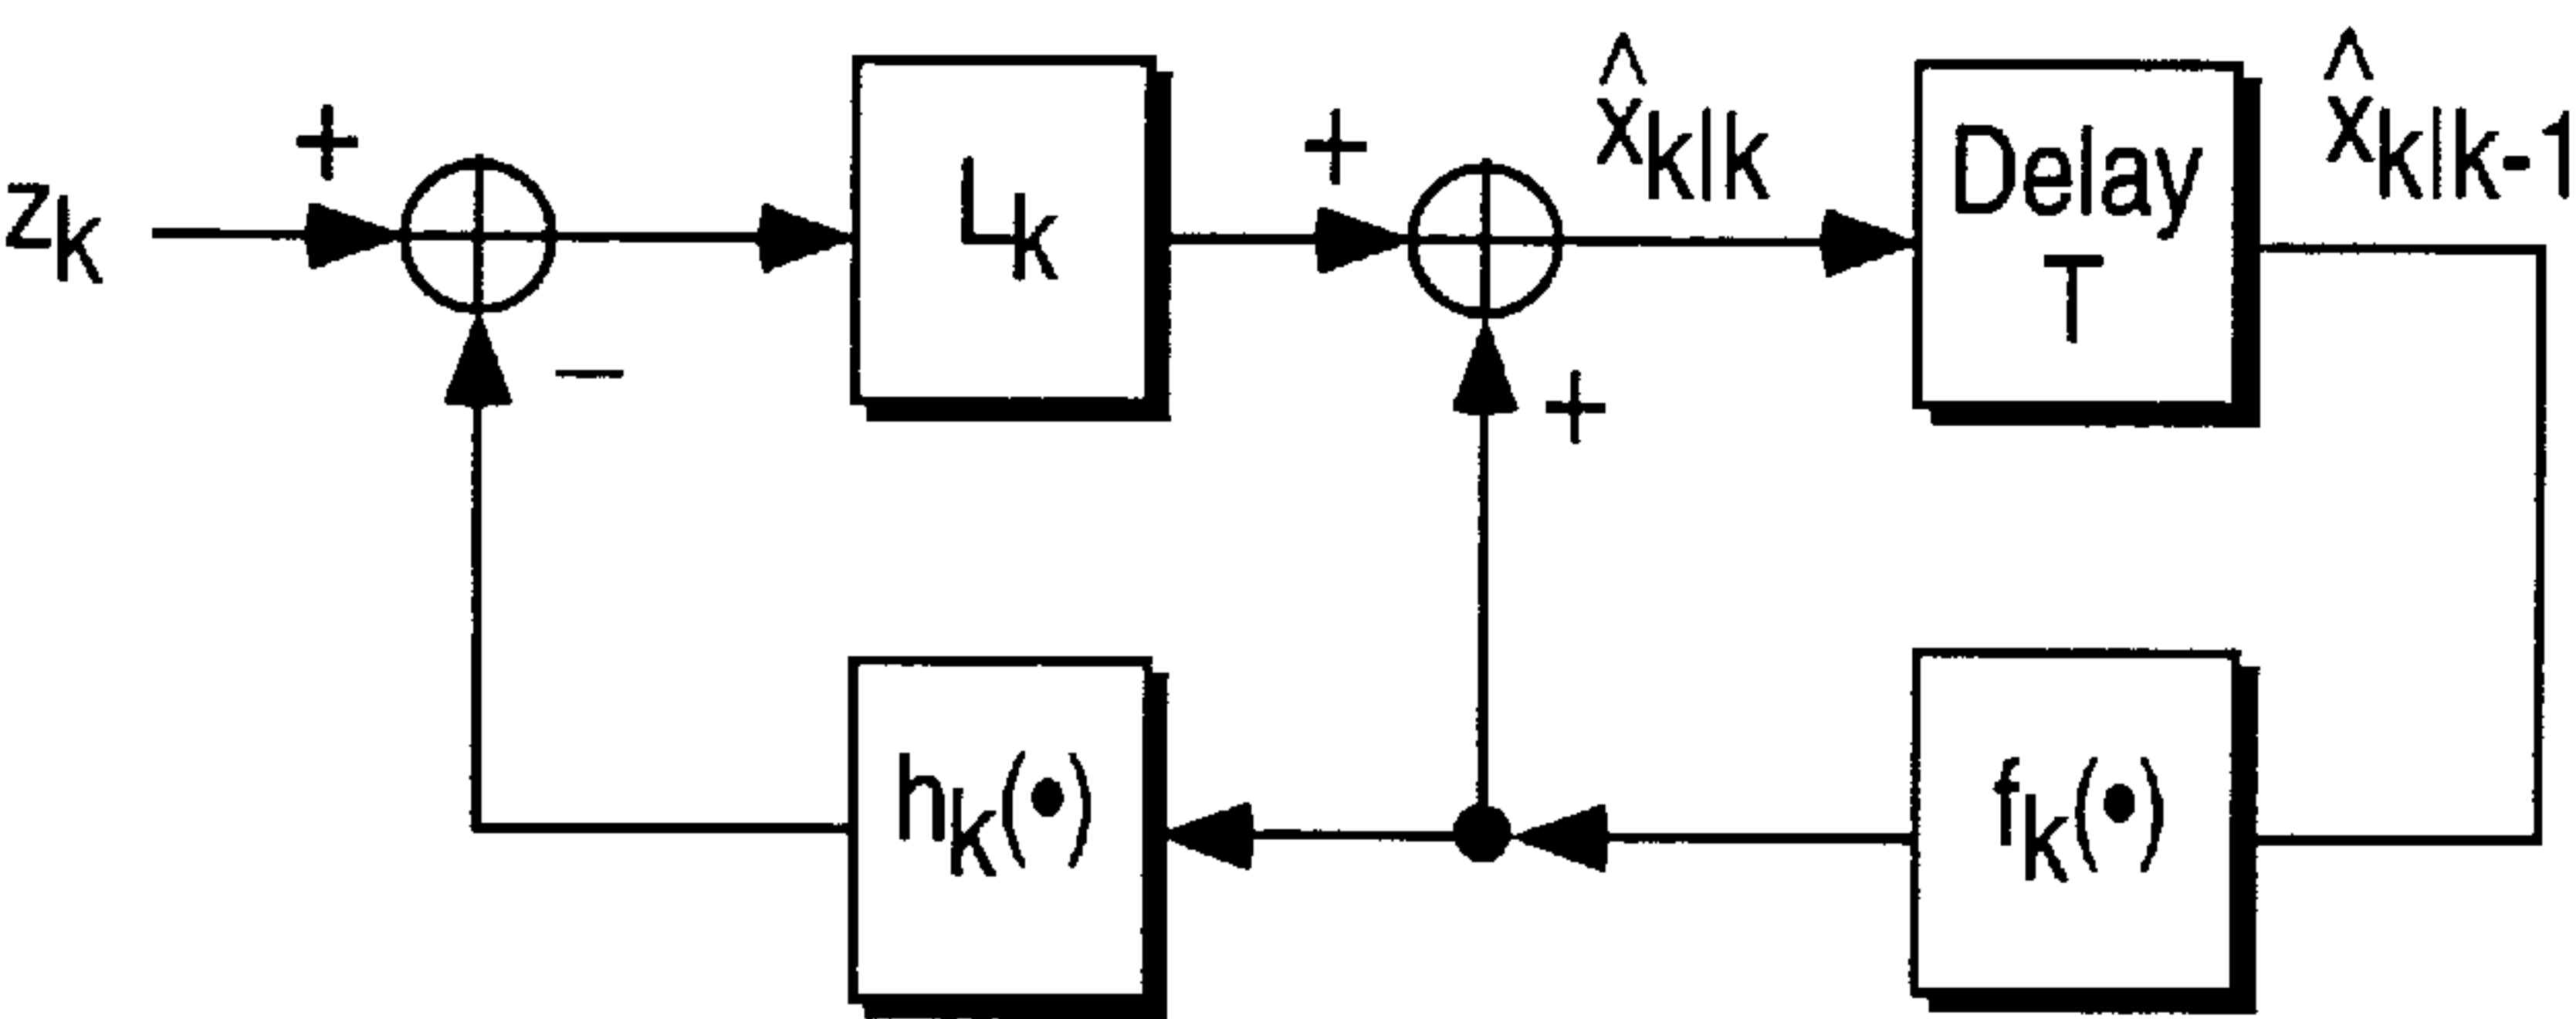 z_k
+
−
L_k
+
+
x̂_k|k
Delay
T
x̂_k|k-1
h_k(•)
f_k(•)